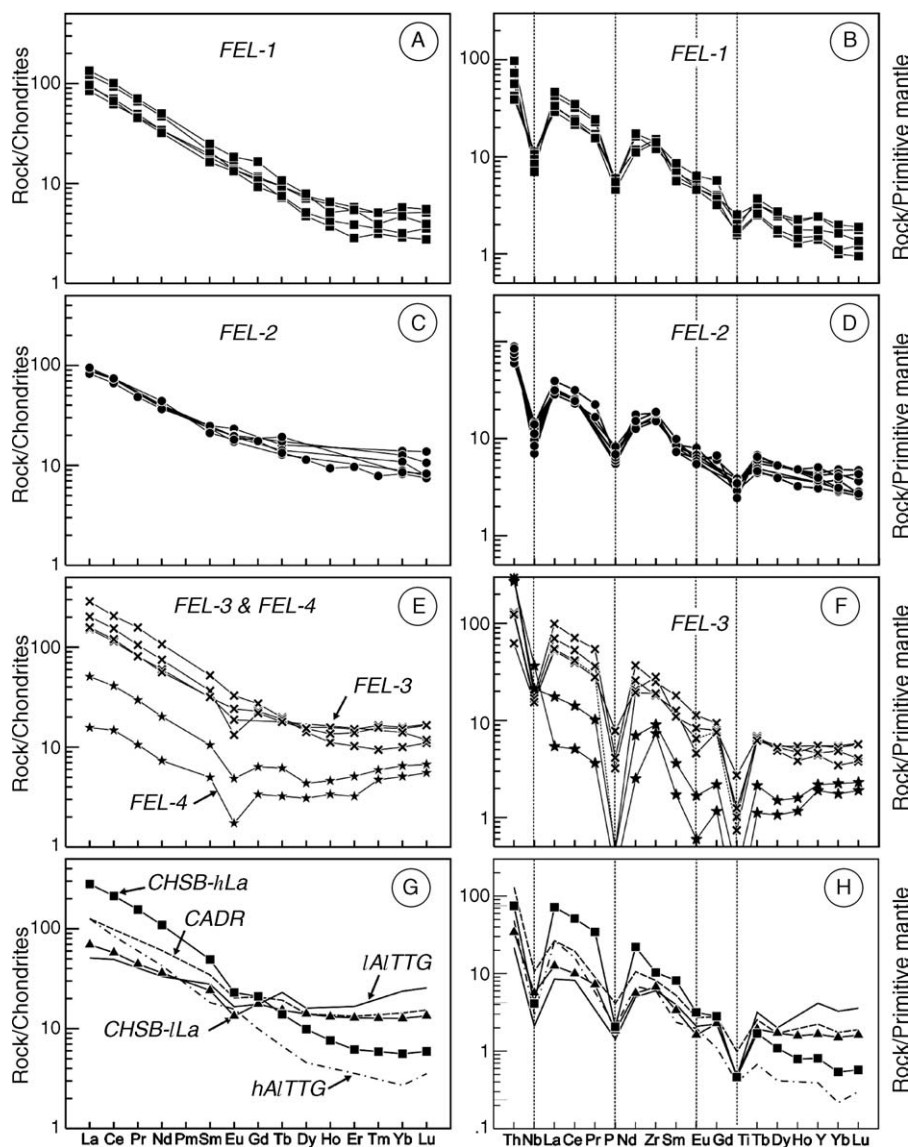 FEL-1
A
Rock/Chondrites
100
10
1
FEL-1
B
Rock/Primitive mantle
100
10
1
FEL-2
C
Rock/Chondrites
100
10
1
FEL-2
D
Rock/Primitive mantle
100
10
1
FEL-3 & FEL-4
E
Rock/Chondrites
100
10
1
FEL-3
FEL-4
FEL-3
F
Rock/Primitive mantle
100
10
1
G
Rock/Chondrites
100
10
1
.1
CHSB-hLa
CADR
lAlTTG
CHSB-lLa
hAlTTG
La Ce Pr Nd Pm Sm Eu Gd Tb Dy Ho Er Tm Yb Lu
H
Rock/Primitive mantle
100
10
1
.1
Th Nb La Ce Pr P Nd Zr Sm Eu Gd Ti Tb Dy Ho Y Yb Lu